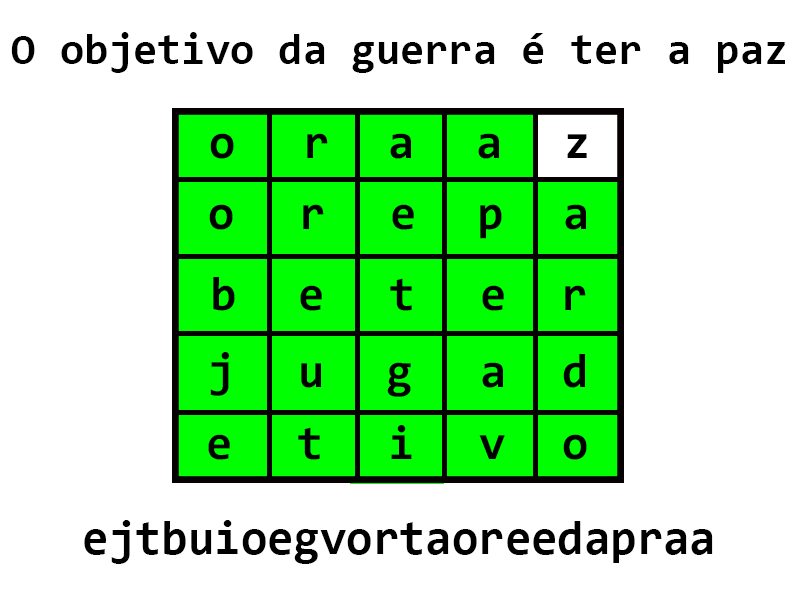 O objetivo da guerra é ter a paz
o r a a z
o r e p a
b e t e r
j u g a d
e t i v o
ejtbuioegvortaoreedapraa